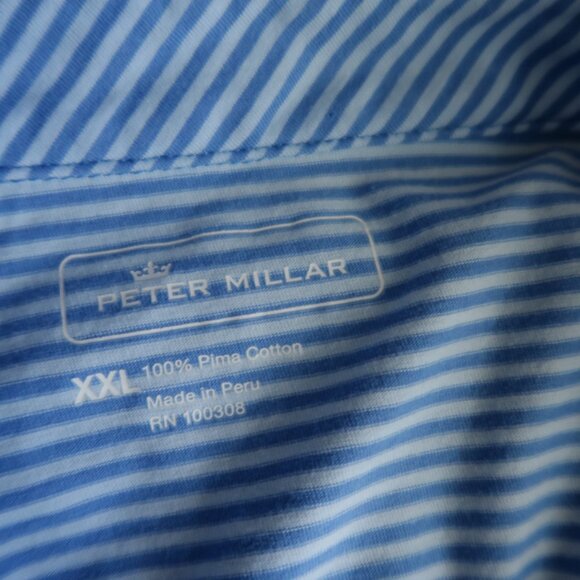 PETER MILLAR
XXL 100% Pima Cotton
Made in Peru
RN 100308